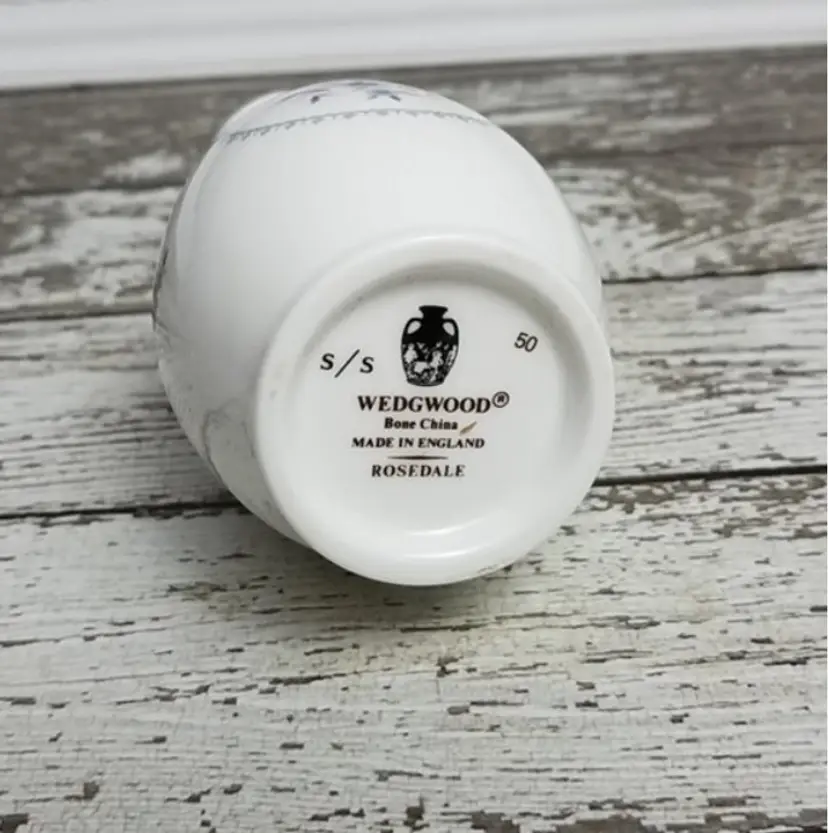 S/S
50
WEDGWOOD®
Bone China
MADE IN ENGLAND
ROSEDALE